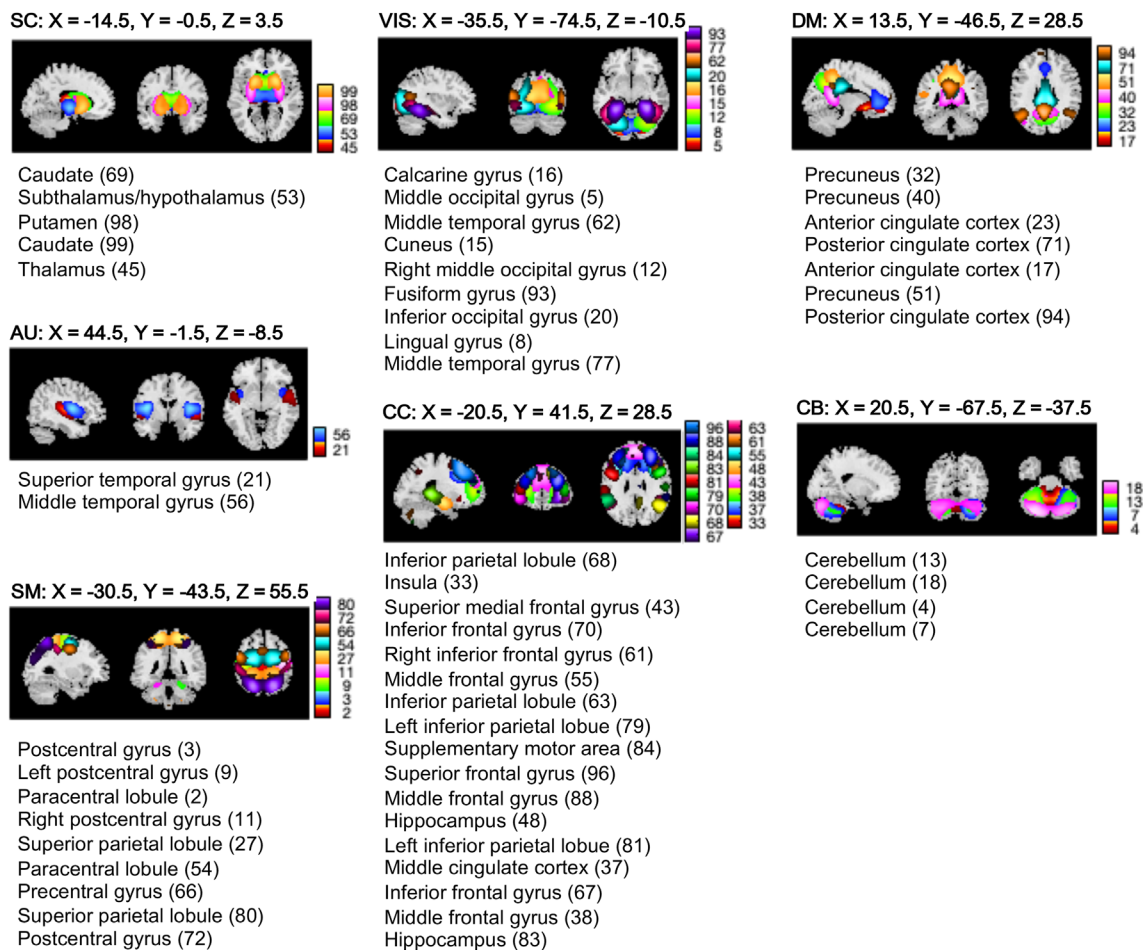 SC: X = -14.5, Y = -0.5, Z = 3.5
99
98
69
53
45
Caudate (69)
Subthalamus/hypothalamus (53)
Putamen (98)
Caudate (99)
Thalamus (45)
AU: X = 44.5, Y = -1.5, Z = -8.5
56
21
Superior temporal gyrus (21)
Middle temporal gyrus (56)
SM: X = -30.5, Y = -43.5, Z = 55.5
80
72
66
54
27
11
9
3
2
Postcentral gyrus (3)
Left postcentral gyrus (9)
Paracentral lobule (2)
Right postcentral gyrus (11)
Superior parietal lobule (27)
Paracentral lobule (54)
Precentral gyrus (66)
Superior parietal lobule (80)
Postcentral gyrus (72)
VIS: X = -35.5, Y = -74.5, Z = -10.5
93
77
62
20
16
15
12
8
5
Calcarine gyrus (16)
Middle occipital gyrus (5)
Middle temporal gyrus (62)
Cuneus (15)
Right middle occipital gyrus (12)
Fusiform gyrus (93)
Inferior occipital gyrus (20)
Lingual gyrus (8)
Middle temporal gyrus (77)
CC: X = -20.5, Y = 41.5, Z = 28.5
96 63
88 61
84 55
83 48
81 43
79 38
70 37
68 33
67
Inferior parietal lobule (68)
Insula (33)
Superior medial frontal gyrus (43)
Inferior frontal gyrus (70)
Right inferior frontal gyrus (61)
Middle frontal gyrus (55)
Inferior parietal lobule (63)
Left inferior parietal lobue (79)
Supplementary motor area (84)
Superior frontal gyrus (96)
Middle frontal gyrus (88)
Hippocampus (48)
Left inferior parietal lobue (81)
Middle cingulate cortex (37)
Inferior frontal gyrus (67)
Middle frontal gyrus (38)
Hippocampus (83)
DM: X = 13.5, Y = -46.5, Z = 28.5
94
71
51
40
32
23
17
Precuneus (32)
Precuneus (40)
Anterior cingulate cortex (23)
Posterior cingulate cortex (71)
Anterior cingulate cortex (17)
Precuneus (51)
Posterior cingulate cortex (94)
CB: X = 20.5, Y = -67.5, Z = -37.5
18
13
7
4
Cerebellum (13)
Cerebellum (18)
Cerebellum (4)
Cerebellum (7)